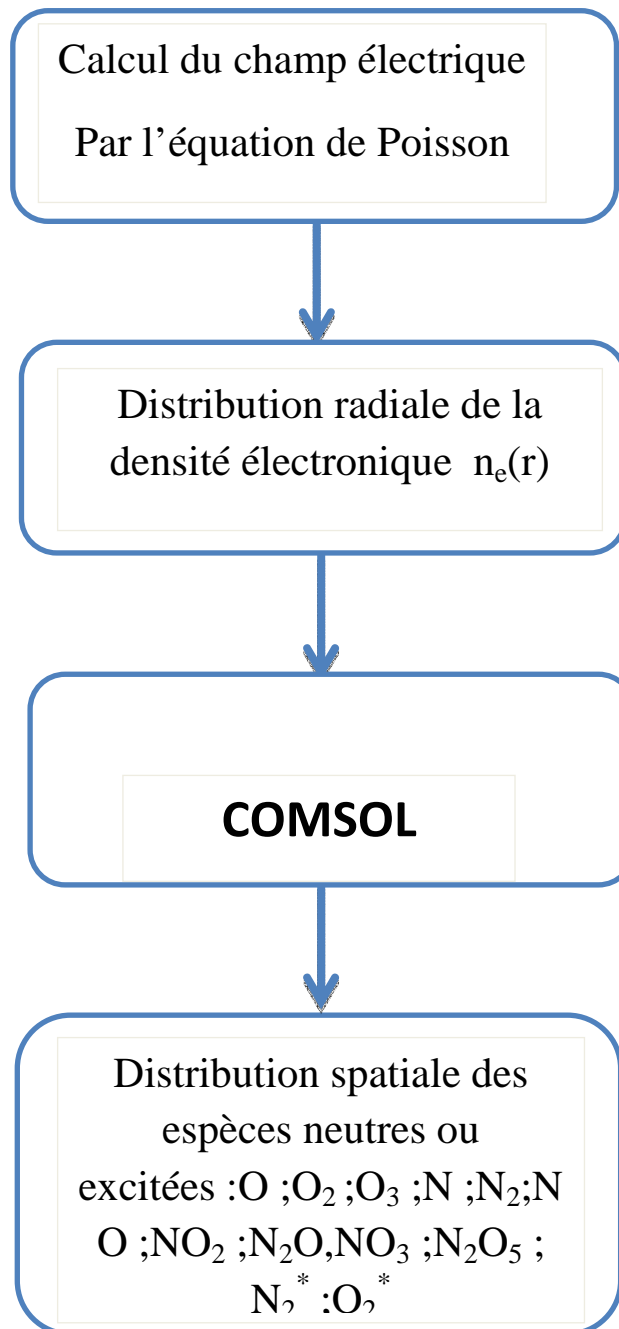 Calcul du champ électrique
Par l’équation de Poisson
Distribution radiale de la
densité électronique nₑ(r)
COMSOL
Distribution spatiale des
espèces neutres ou
excitées :O ;O₂ ;O₃ ;N ;N₂;N
O ;NO₂ ;N₂O,NO₃ ;N₂O₅ ;
N₂* ;O₂*